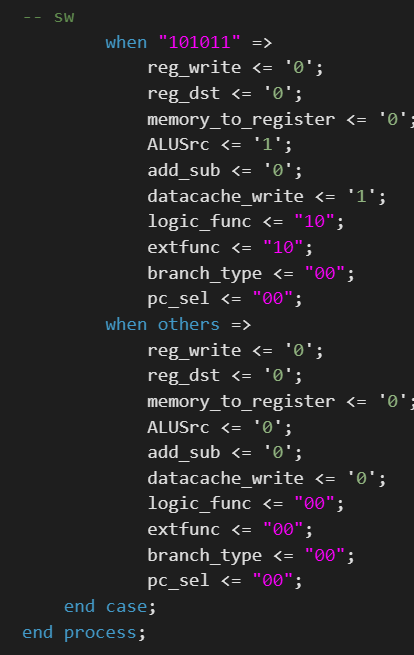 -- sw
when "101011" =>
reg_write <= '0';
reg_dst <= '0';
memory_to_register <= '0';
ALUSrc <= '1';
add_sub <= '0';
datacache_write <= '1';
logic_func <= "10";
extfunc <= "10";
branch_type <= "00";
pc_sel <= "00";
when others =>
reg_write <= '0';
reg_dst <= '0';
memory_to_register <= '0';
ALUSrc <= '0';
add_sub <= '0';
datacache_write <= '0';
logic_func <= "00";
extfunc <= "00";
branch_type <= "00";
pc_sel <= "00";
end case;
end process;